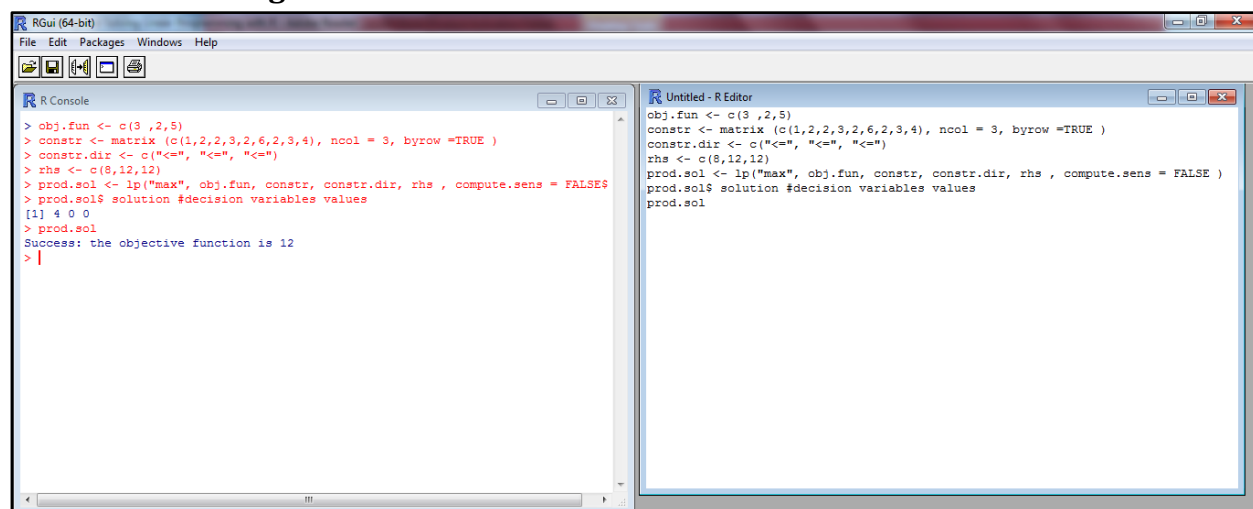 RGui (64-bit)
File Edit Packages Windows Help
R Console
> obj.fun <- c(3 ,2,5)
> constr <- matrix (c(1,2,2,3,2,6,2,3,4), ncol = 3, byrow =TRUE )
> constr.dir <- c("<=", "<=", "<=")
> rhs <- c(8,12,12)
> prod.sol <- lp("max", obj.fun, constr, constr.dir, rhs , compute.sens = FALSE$
> prod.sol$ solution #decision variables values
[1] 4 0 0
> prod.sol
Success: the objective function is 12
>
Untitled - R Editor
obj.fun <- c(3 ,2,5)
constr <- matrix (c(1,2,2,3,2,6,2,3,4), ncol = 3, byrow =TRUE )
constr.dir <- c("<=", "<=", "<=")
rhs <- c(8,12,12)
prod.sol <- lp("max", obj.fun, constr, constr.dir, rhs , compute.sens = FALSE )
prod.sol$ solution #decision variables values
prod.sol